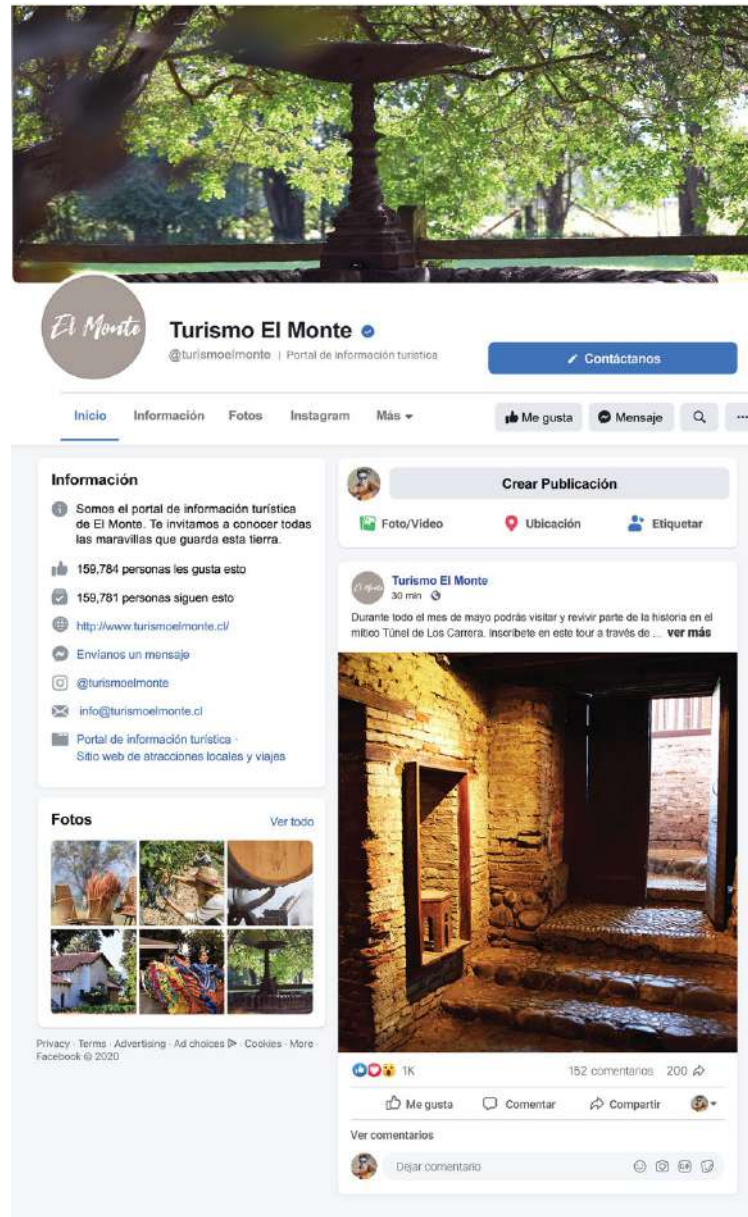 El Monte
Turismo El Monte
@turismoelmonte | Portal de información turística
Contáctanos
Inicio Información Fotos Instagram Más
Me gusta Mensaje
Información
Somos el portal de información turística
de El Monte. Te invitamos a conocer todas
las maravillas que guarda esta tierra.
159,784 personas les gusta esto
159,781 personas siguen esto
http://www.turismoelmonte.cl/
Envíanos un mensaje
@turismoelmonte
info@turismoelmonte.cl
Portal de información turística ·
Sitio web de atracciones locales y viajes
Fotos
Ver todo
Privacy · Terms · Advertising · Ad choices · Cookies · More ·
Facebook © 2020
Crear Publicación
Foto/Video Ubicación Etiquetar
El Monte
Turismo El Monte
30 min
Durante todo el mes de mayo podrás visitar y revivir parte de la historia en el
mítico Túnel de Los Carrera. Inscríbete en este tour a través de ... ver más
1K 152 comentarios 200
Me gusta Comentar Compartir
Ver comentarios
Dejar comentario
GIF